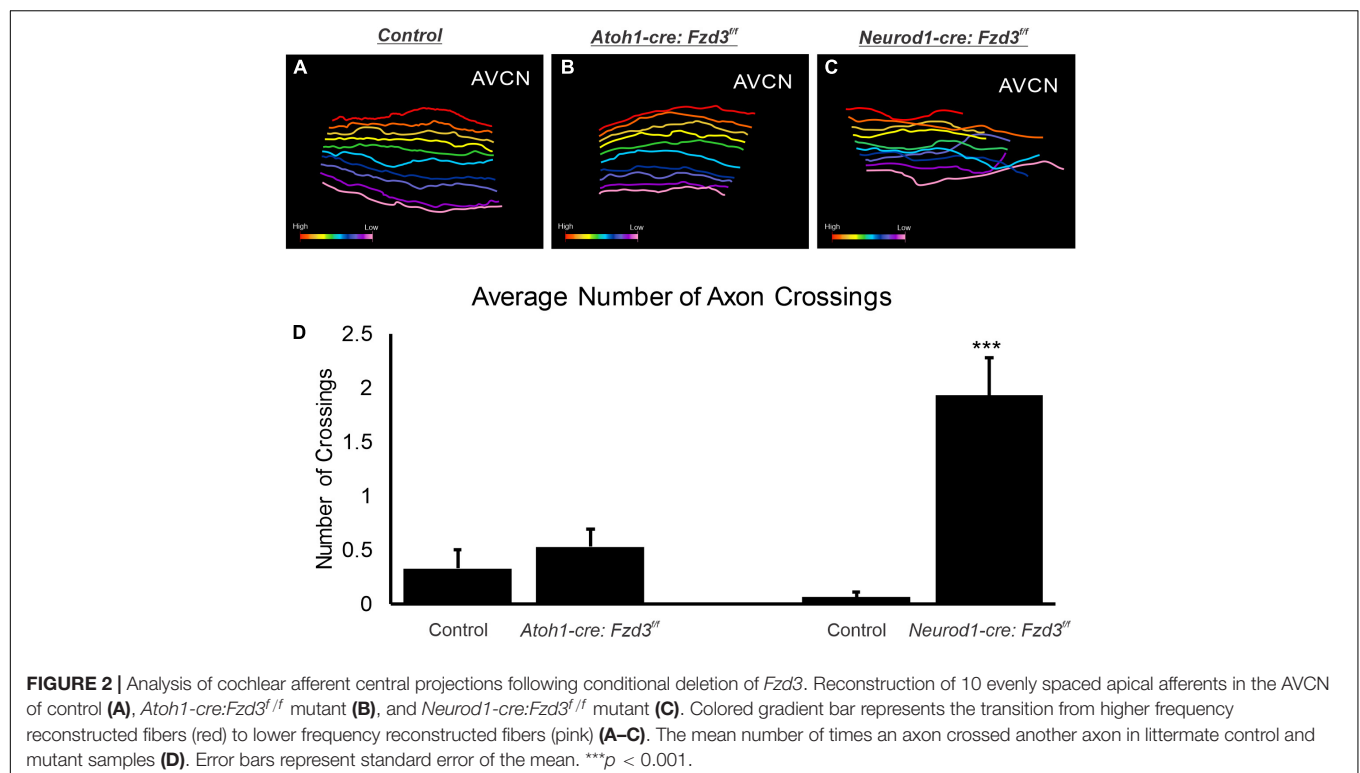 Control
Atoh1-cre: Fzd3f/f
Neurod1-cre: Fzd3f/f
A
AVCN
High
Low
B
AVCN
High
Low
C
AVCN
High
Low
Average Number of Axon Crossings
D
Number of Crossings
2.5
2
1.5
1
0.5
0
***
Control
Atoh1-cre: Fzd3f/f
Control
Neurod1-cre: Fzd3f/f
FIGURE 2 | Analysis of cochlear afferent central projections following conditional deletion of Fzd3. Reconstruction of 10 evenly spaced apical afferents in the AVCN
of control (A), Atoh1-cre:Fzd3f/f mutant (B), and Neurod1-cre:Fzd3f/f mutant (C). Colored gradient bar represents the transition from higher frequency
reconstructed fibers (red) to lower frequency reconstructed fibers (pink) (A–C). The mean number of times an axon crossed another axon in littermate control and
mutant samples (D). Error bars represent standard error of the mean. ***p < 0.001.